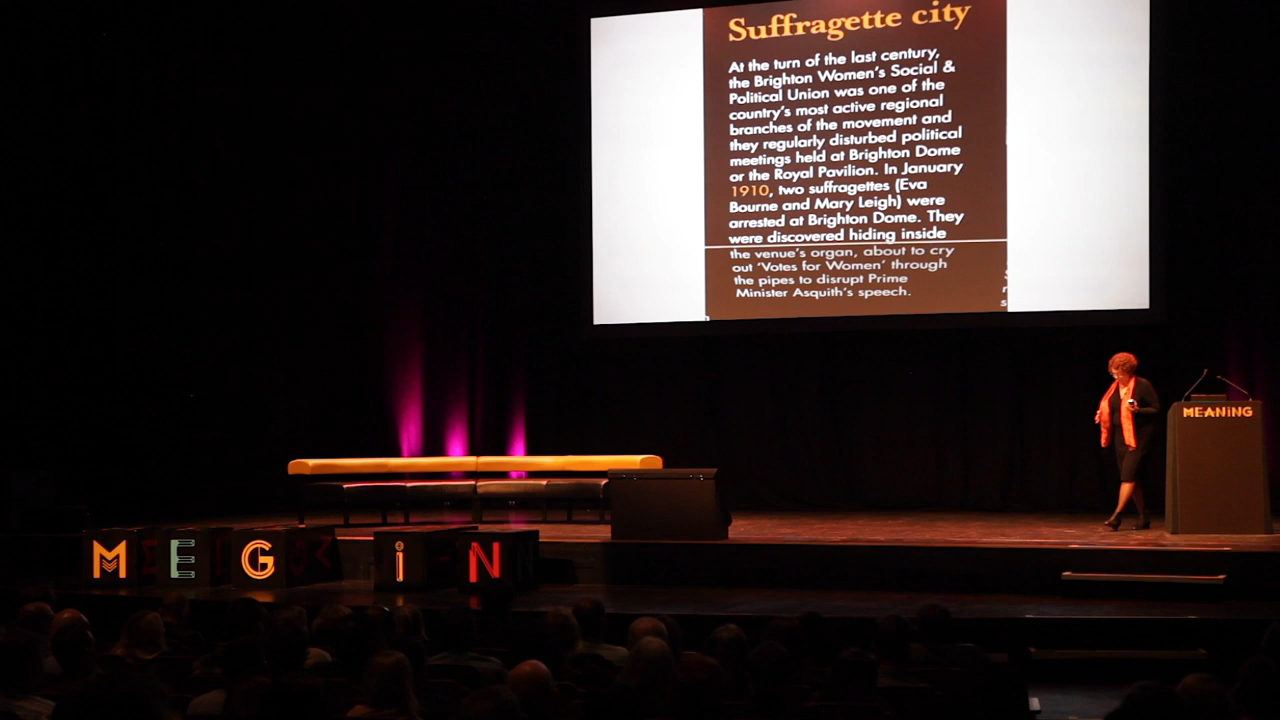 Suffragette city
At the turn of the last century,
the Brighton Women's Social &
Political Union was one of the
country's most active regional
branches of the movement and
they regularly disturbed political
meetings held at Brighton Dome
or the Royal Pavilion. In January
1910, two suffragettes (Eva
Bourne and Mary Leigh) were
arrested at Brighton Dome. They
were discovered hiding inside
the venue's organ, about to cry
out 'Votes for Women' through
the pipes to disrupt Prime
Minister Asquith's speech.
MEANiNG
M E G i N